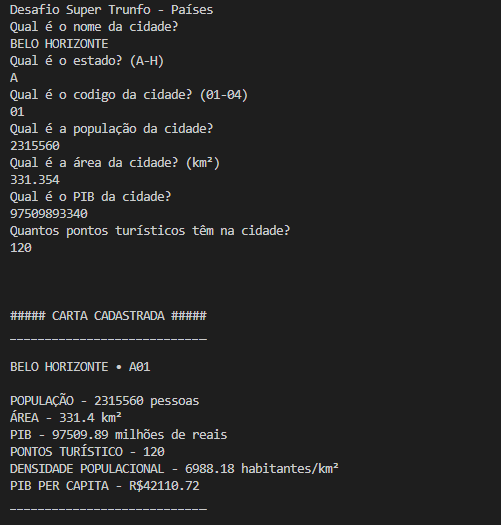 Desafio Super Trunfo - Países
Qual é o nome da cidade?
BELO HORIZONTE
Qual é o estado? (A-H)
A
Qual é o codigo da cidade? (01-04)
01
Qual é a população da cidade?
2315560
Qual é a área da cidade? (km²)
331.354
Qual é o PIB da cidade?
97509893340
Quantos pontos turísticos têm na cidade?
120
##### CARTA CADASTRADA #####
____________________________
BELO HORIZONTE • A01
POPULAÇÃO - 2315560 pessoas
ÁREA - 331.4 km²
PIB - 97509.89 milhões de reais
PONTOS TURÍSTICO - 120
DENSIDADE POPULACIONAL - 6988.18 habitantes/km²
PIB PER CAPITA - R$42110.72
____________________________